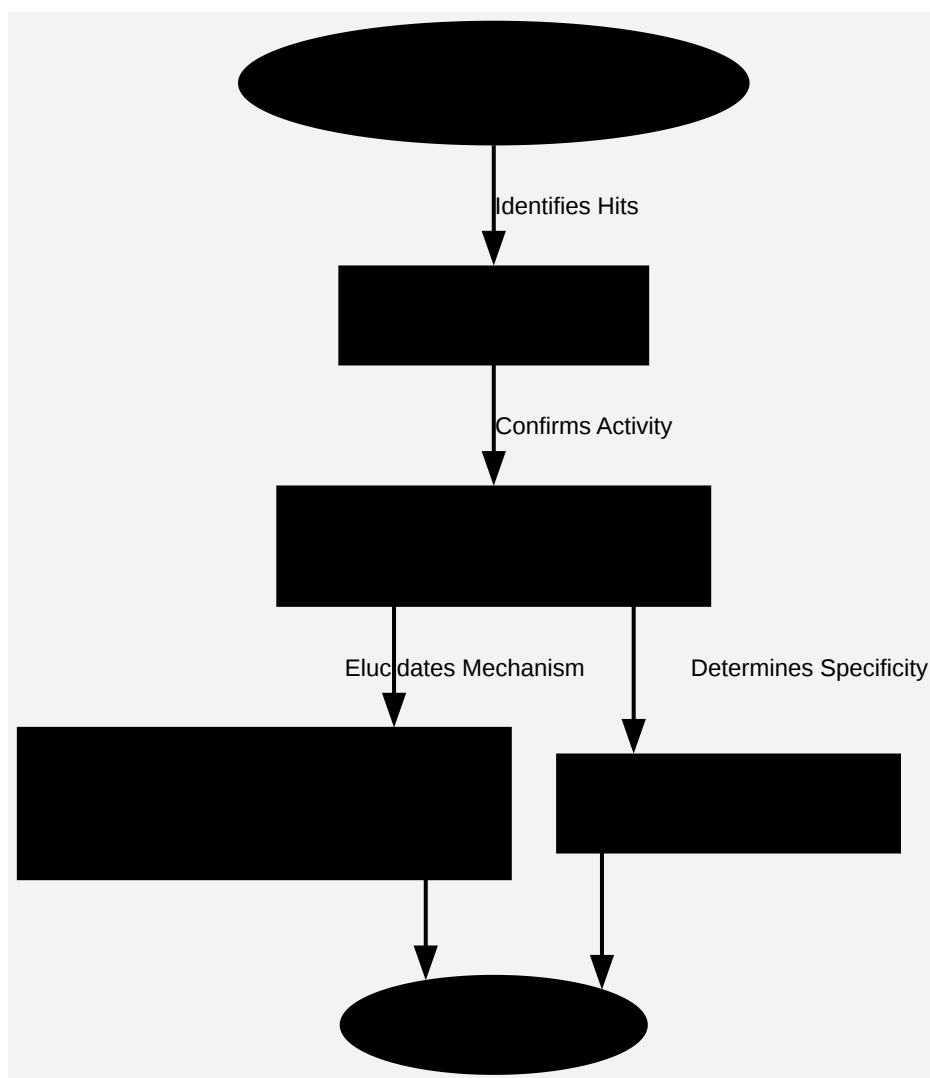 Identifies Hits
Confirms Activity
Elucidates Mechanism
Determines Specificity